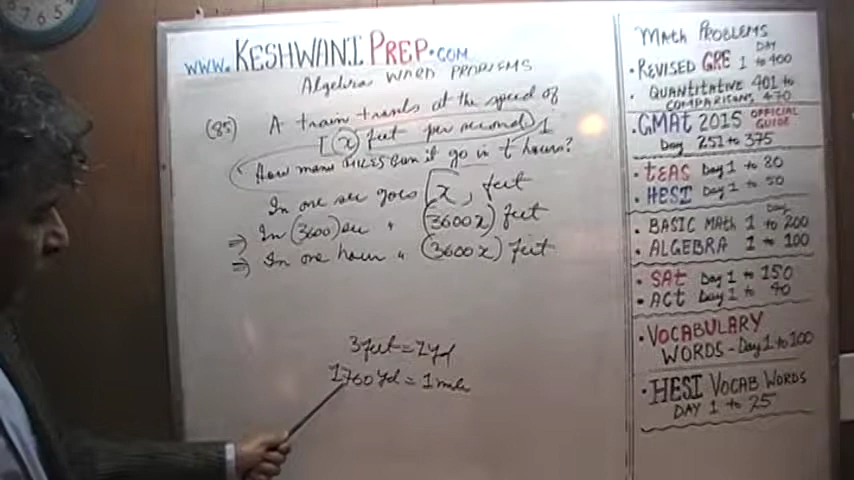 www.KESHWANIPREP.com
Algebra WORD PROBLEMS
(85) A train travels at the speed of
[x feet per second]
How many MILES can it go in t hours?
In one sec goes x, feet
⇒ In (3600) sec " (3600x) feet
⇒ In one hour " (3600x) feet
3 feet = 1 yd
1760 yd = 1 mile
MATH PROBLEMS
• REVISED GRE DAY 1 to 400
• QUANTITATIVE 401 to
COMPARISONS 470
• GMAT 2015 OFFICIAL GUIDE
Day 251 to 375
• TEAS Day 1 to 80
• HESI Day 1 to 50
Day
• BASIC MATH 1 to 200
• ALGEBRA 1 to 100
• SAT Day 1 to 150
• ACT Day 1 to 40
• VOCABULARY
WORDS - Day 1 to 100
• HESI VOCAB WORDS
DAY 1 to 25
7 6 5